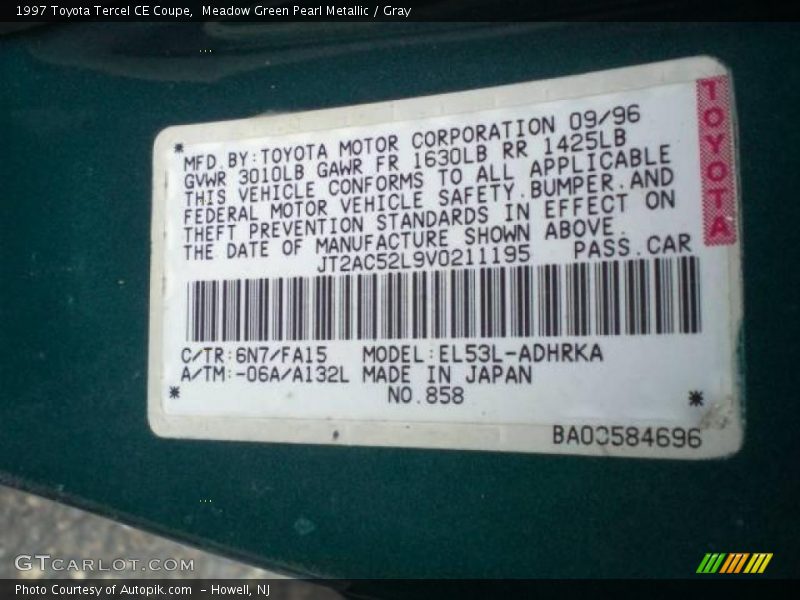 1997 Toyota Tercel CE Coupe,  Meadow Green Pearl Metallic / Gray
TOYOTA
* MFD. BY: TOYOTA MOTOR CORPORATION 09/96
GVWR 3010LB GAWR FR 1630LB RR 1425LB
THIS VEHICLE CONFORMS TO ALL APPLICABLE
FEDERAL MOTOR VEHICLE SAFETY. BUMPER. AND
THEFT PREVENTION STANDARDS IN EFFECT ON
THE DATE OF MANUFACTURE SHOWN ABOVE.
JT2AC52L9V0211195 PASS. CAR
C/TR:6N7/FA15 MODEL:EL53L-ADHRKA
A/TM:-06A/A132L MADE IN JAPAN
* NO.858 *
BA03584696
GTCARLOT.COM
Photo Courtesy of Autopik.com  - Howell, NJ